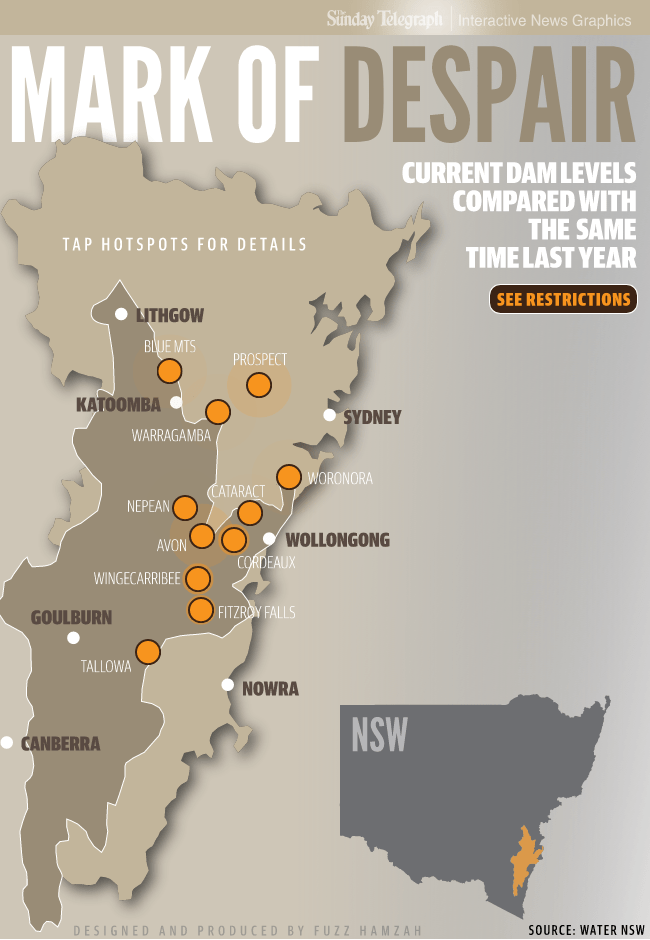 The Sunday Telegraph | Interactive News Graphics
MARK OF DESPAIR
CURRENT DAM LEVELS
COMPARED WITH
THE SAME
TIME LAST YEAR
SEE RESTRICTIONS
TAP HOTSPOTS FOR DETAILS
LITHGOW
BLUE MTS
PROSPECT
KATOOMBA
SYDNEY
WARRAGAMBA
WORONORA
CATARACT
NEPEAN
AVON
WOLLONGONG
CORDEAUX
WINGECARRIBEE
FITZROY FALLS
GOULBURN
TALLOWA
NOWRA
CANBERRA
NSW
DESIGNED AND PRODUCED BY FUZZ HAMZAH
SOURCE: WATER NSW